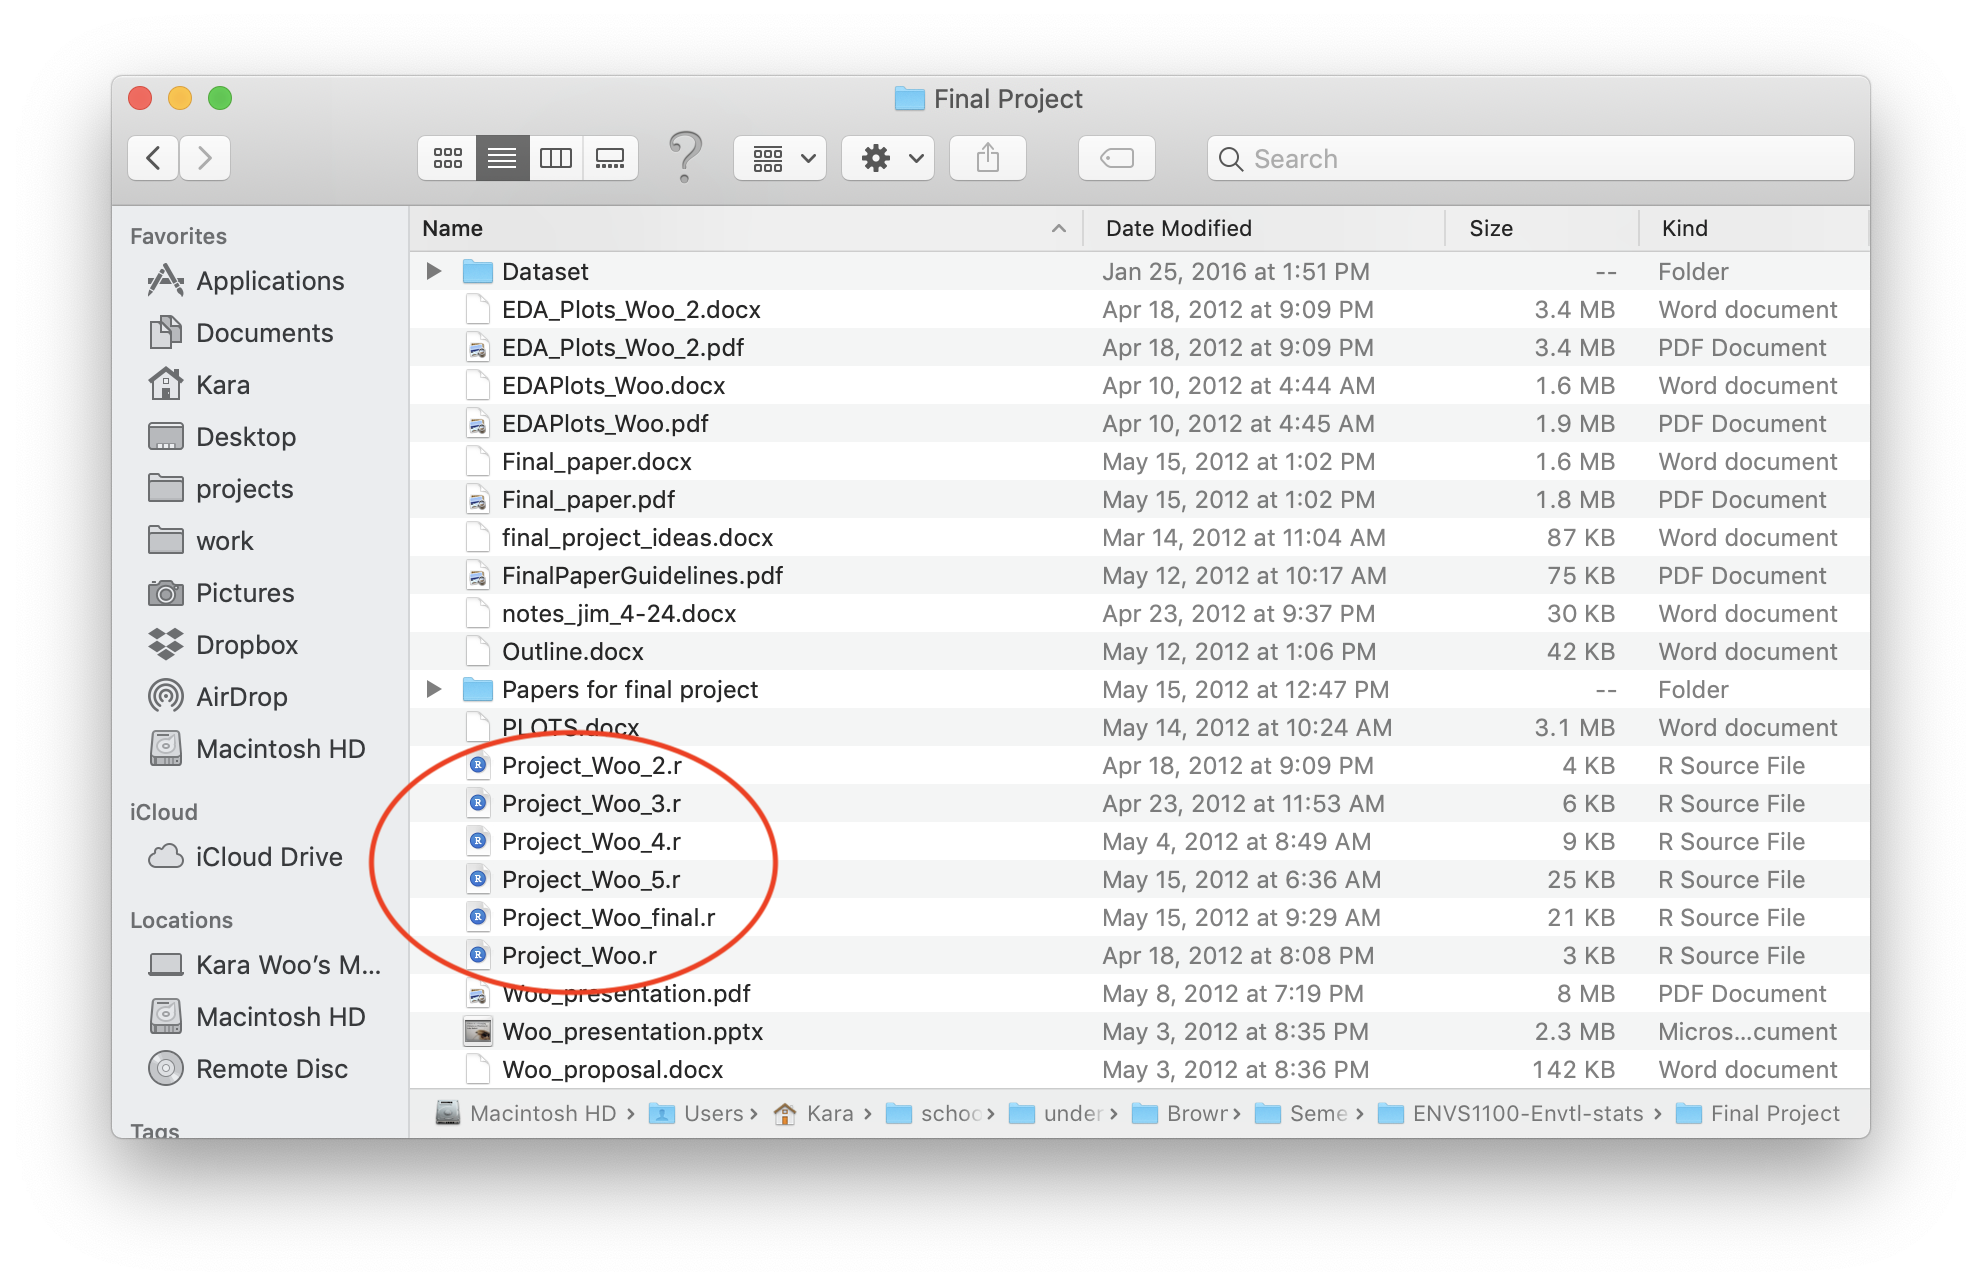 Final Project
Search
Favorites
Applications
Documents
Kara
Desktop
projects
work
Pictures
Dropbox
AirDrop
Macintosh HD
iCloud
iCloud Drive
Locations
Kara Woo’s M...
Macintosh HD
Remote Disc
Tags
Name Date Modified Size Kind
Dataset Jan 25, 2016 at 1:51 PM -- Folder
EDA_Plots_Woo_2.docx Apr 18, 2012 at 9:09 PM 3.4 MB Word document
EDA_Plots_Woo_2.pdf Apr 18, 2012 at 9:09 PM 3.4 MB PDF Document
EDAPlots_Woo.docx Apr 10, 2012 at 4:44 AM 1.6 MB Word document
EDAPlots_Woo.pdf Apr 10, 2012 at 4:45 AM 1.9 MB PDF Document
Final_paper.docx May 15, 2012 at 1:02 PM 1.6 MB Word document
Final_paper.pdf May 15, 2012 at 1:02 PM 1.8 MB PDF Document
final_project_ideas.docx Mar 14, 2012 at 11:04 AM 87 KB Word document
FinalPaperGuidelines.pdf May 12, 2012 at 10:17 AM 75 KB PDF Document
notes_jim_4-24.docx Apr 23, 2012 at 9:37 PM 30 KB Word document
Outline.docx May 12, 2012 at 1:06 PM 42 KB Word document
Papers for final project May 15, 2012 at 12:47 PM -- Folder
PLOTS.docx May 14, 2012 at 10:24 AM 3.1 MB Word document
Project_Woo_2.r Apr 18, 2012 at 9:09 PM 4 KB R Source File
Project_Woo_3.r Apr 23, 2012 at 11:53 AM 6 KB R Source File
Project_Woo_4.r May 4, 2012 at 8:49 AM 9 KB R Source File
Project_Woo_5.r May 15, 2012 at 6:36 AM 25 KB R Source File
Project_Woo_final.r May 15, 2012 at 9:29 AM 21 KB R Source File
Project_Woo.r Apr 18, 2012 at 8:08 PM 3 KB R Source File
Woo_presentation.pdf May 8, 2012 at 7:19 PM 8 MB PDF Document
Woo_presentation.pptx May 3, 2012 at 8:35 PM 2.3 MB Micros...cument
Woo_proposal.docx May 3, 2012 at 8:36 PM 142 KB Word document
Macintosh HD › Users › Kara › schoo › under › Brown › Seme › ENVS1100-Envtl-stats › Final Project